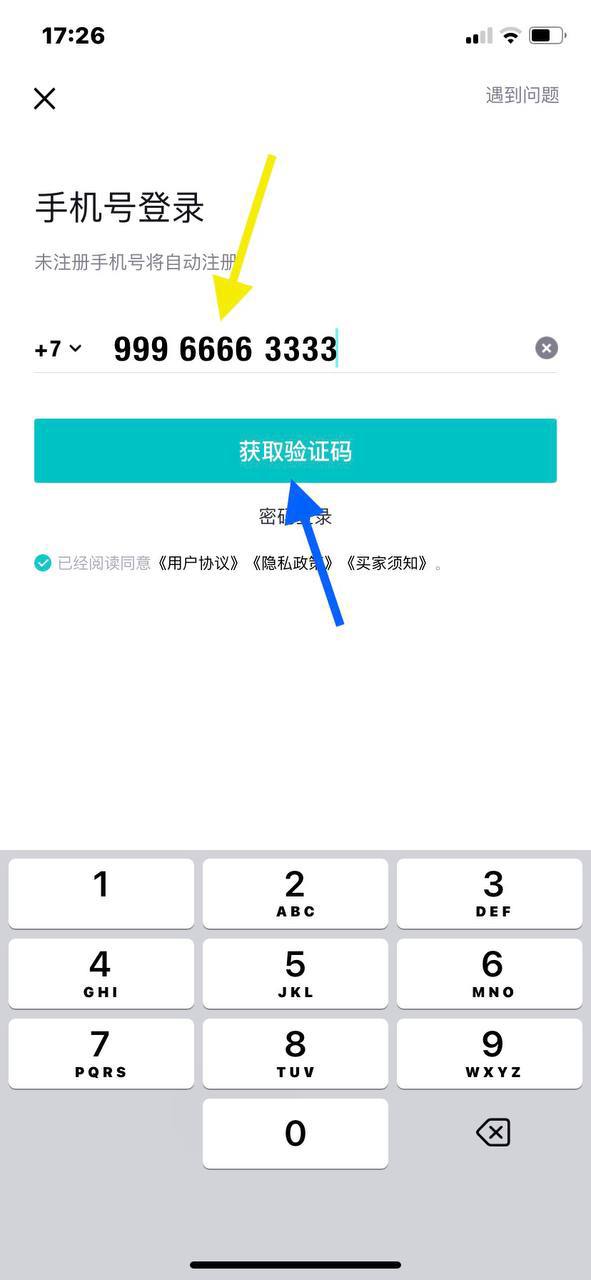 17:26
遇到问题
手机号登录
未注册手机号将自动注册
+7 999 6666 3333
获取验证码
密码登录
已经阅读同意《用户协议》《隐私政策》《买家须知》。
1 2 3
ABC DEF
4 5 6
GHI JKL MNO
7 8 9
PQRS TUV WXYZ
0